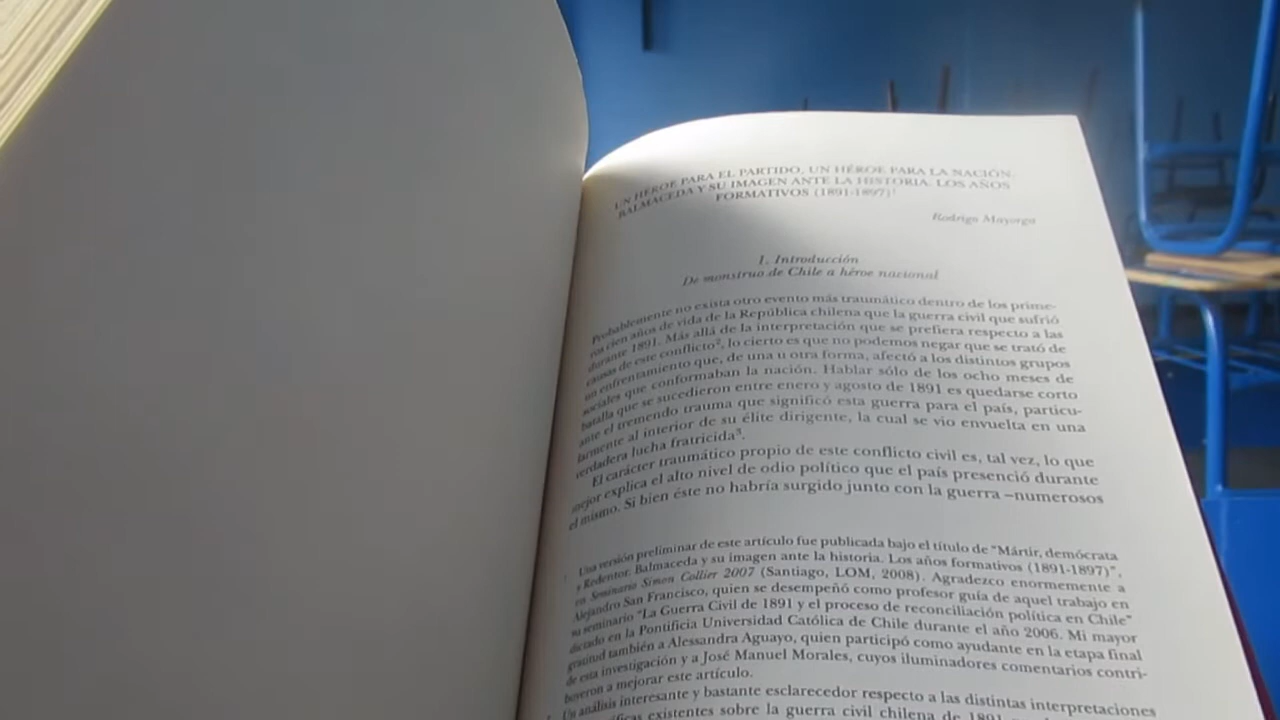 UN HÉROE PARA EL PARTIDO, UN HÉROE PARA LA NACIÓN.
BALMACEDA Y SU IMAGEN ANTE LA HISTORIA. LOS AÑOS
FORMATIVOS (1891-1897)¹
Rodrigo Mayorga
1. Introducción
De monstruo de Chile a héroe nacional
Probablemente no exista otro evento más traumático dentro de los prime-
ros cien años de vida de la República chilena que la guerra civil que sufrió
durante 1891. Más allá de la interpretación que se prefiera respecto a las
causas de este conflicto², lo cierto es que no podemos negar que se trató de
un enfrentamiento que, de una u otra forma, afectó a los distintos grupos
sociales que conformaban la nación. Hablar sólo de los ocho meses de
batalla que se sucedieron entre enero y agosto de 1891 es quedarse corto
ante el tremendo trauma que significó esta guerra para el país, particu-
larmente al interior de su élite dirigente, la cual se vio envuelta en una
verdadera lucha fratricida³.
El carácter traumático propio de este conflicto civil es, tal vez, lo que
mejor explica el alto nivel de odio político que el país presenció durante
el mismo. Si bien éste no habría surgido junto con la guerra –numerosos
Una versión preliminar de este artículo fue publicada bajo el título de "Mártir, demócrata
y Redentor. Balmaceda y su imagen ante la historia. Los años formativos (1891-1897)",
en Seminario Simon Collier 2007 (Santiago, LOM, 2008). Agradezco enormemente a
Alejandro San Francisco, quien se desempeñó como profesor guía de aquel trabajo en
su seminario "La Guerra Civil de 1891 y el proceso de reconciliación política en Chile"
dictado en la Pontificia Universidad Católica de Chile durante el año 2006. Mi mayor
gratitud también a Alessandra Aguayo, quien participó como ayudante en la etapa final
de esta investigación y a José Manuel Morales, cuyos iluminadores comentarios contri-
buyeron a mejorar este artículo.
Un análisis interesante y bastante esclarecedor respecto a las distintas interpretaciones
existentes sobre la guerra civil chilena de 1891